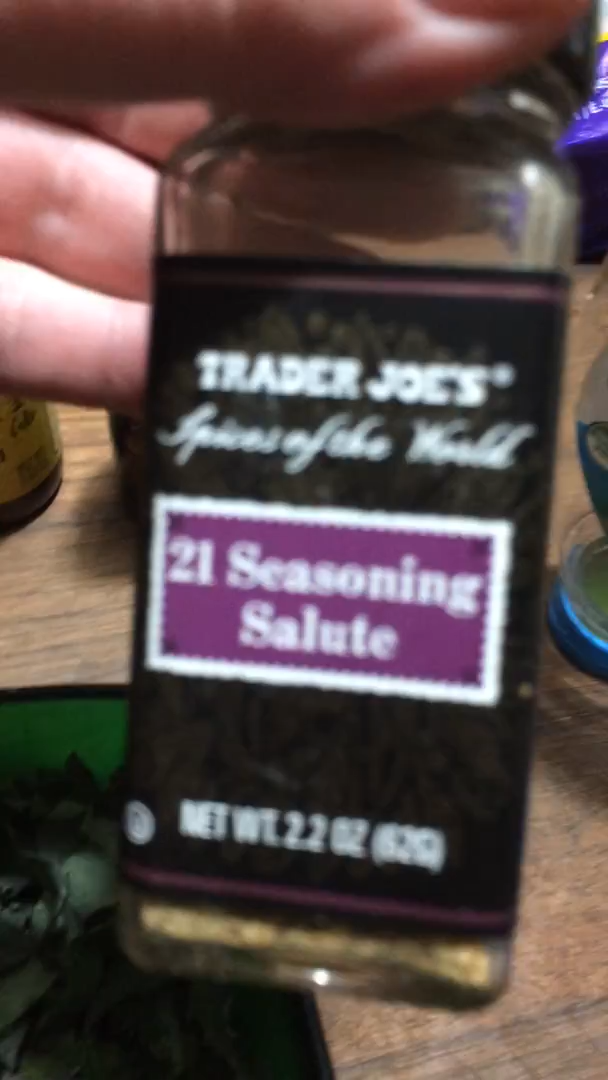 TRADER JOE'S®
Spices of the World
21 Seasoning
Salute
NET WT. 2.2 OZ (62G)